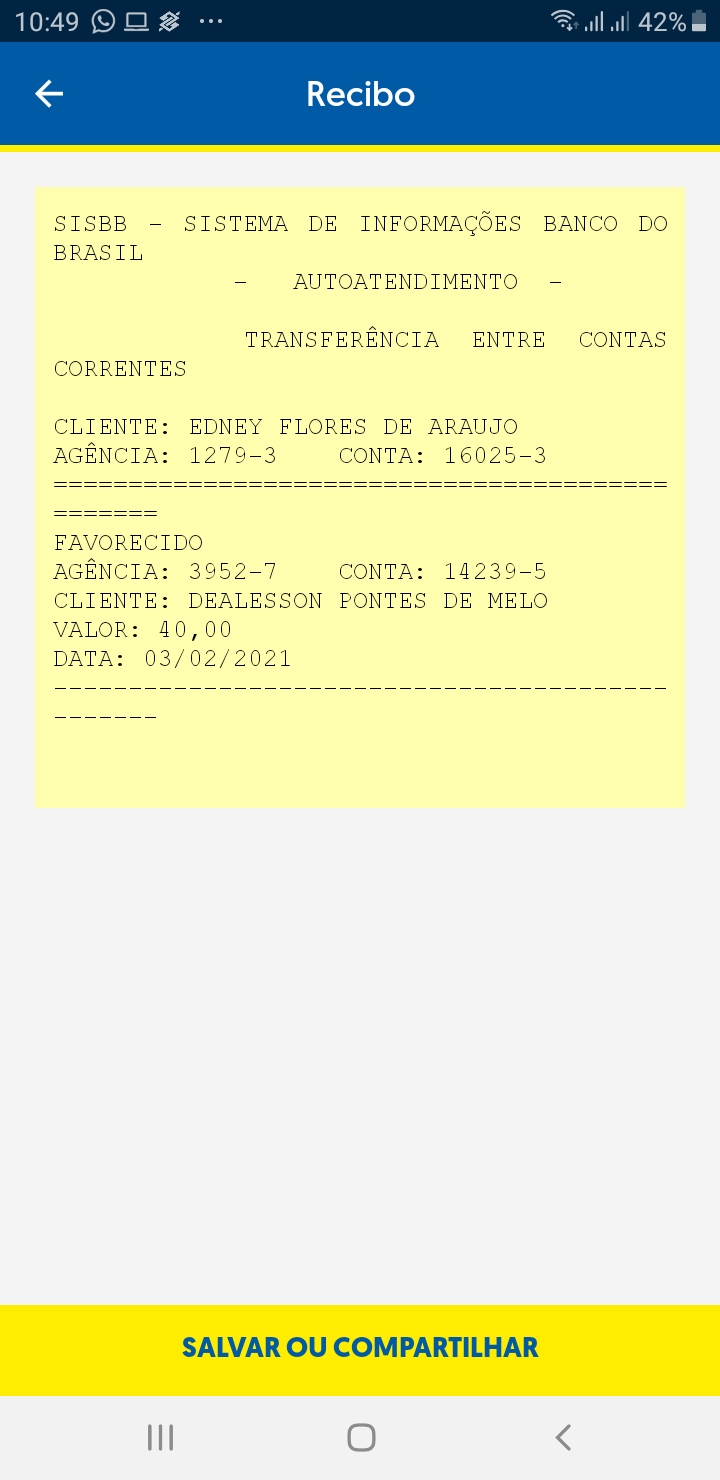 10:49 ... 42%
Recibo
SISBB - SISTEMA DE INFORMAÇÕES BANCO DO
BRASIL
- AUTOATENDIMENTO -
TRANSFERÊNCIA ENTRE CONTAS
CORRENTES
CLIENTE: EDNEY FLORES DE ARAUJO
AGÊNCIA: 1279-3 CONTA: 16025-3
=========================================
=======
FAVORECIDO
AGÊNCIA: 3952-7 CONTA: 14239-5
CLIENTE: DEALESSON PONTES DE MELO
VALOR: 40,00
DATA: 03/02/2021
-----------------------------------------
-------
SALVAR OU COMPARTILHAR